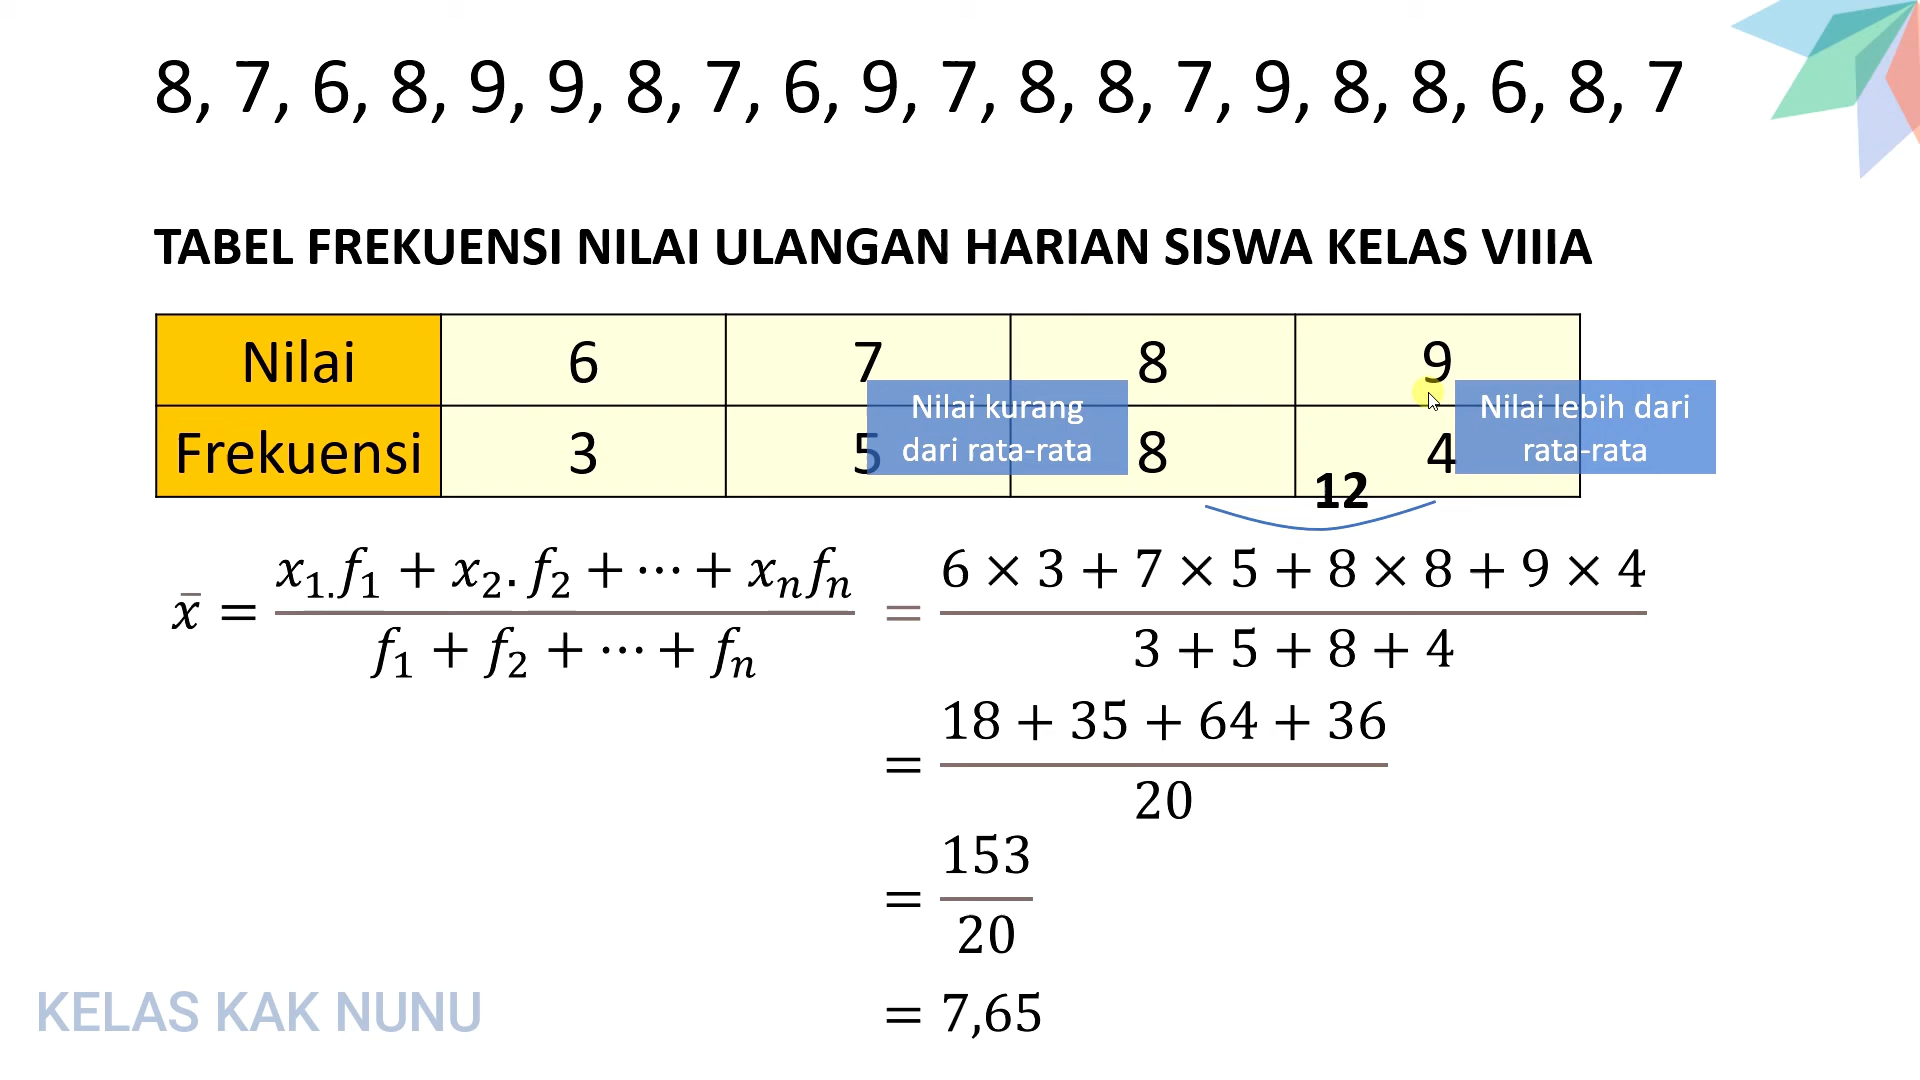 8, 7, 6, 8, 9, 9, 8, 7, 6, 9, 7, 8, 8, 7, 9, 8, 8, 6, 8, 7
TABEL FREKUENSI NILAI ULANGAN HARIAN SISWA KELAS VIIIA
Nilai 6 7 8 9
Frekuensi 3 5 8 4
Nilai kurang
dari rata-rata
Nilai lebih dari
rata-rata
12
x̄ = (x₁.f₁ + x₂.f₂ + ⋯ + xₙfₙ) / (f₁ + f₂ + ⋯ + fₙ) = (6 × 3 + 7 × 5 + 8 × 8 + 9 × 4) / (3 + 5 + 8 + 4)
= (18 + 35 + 64 + 36) / 20
= 153 / 20
= 7,65
KELAS KAK NUNU